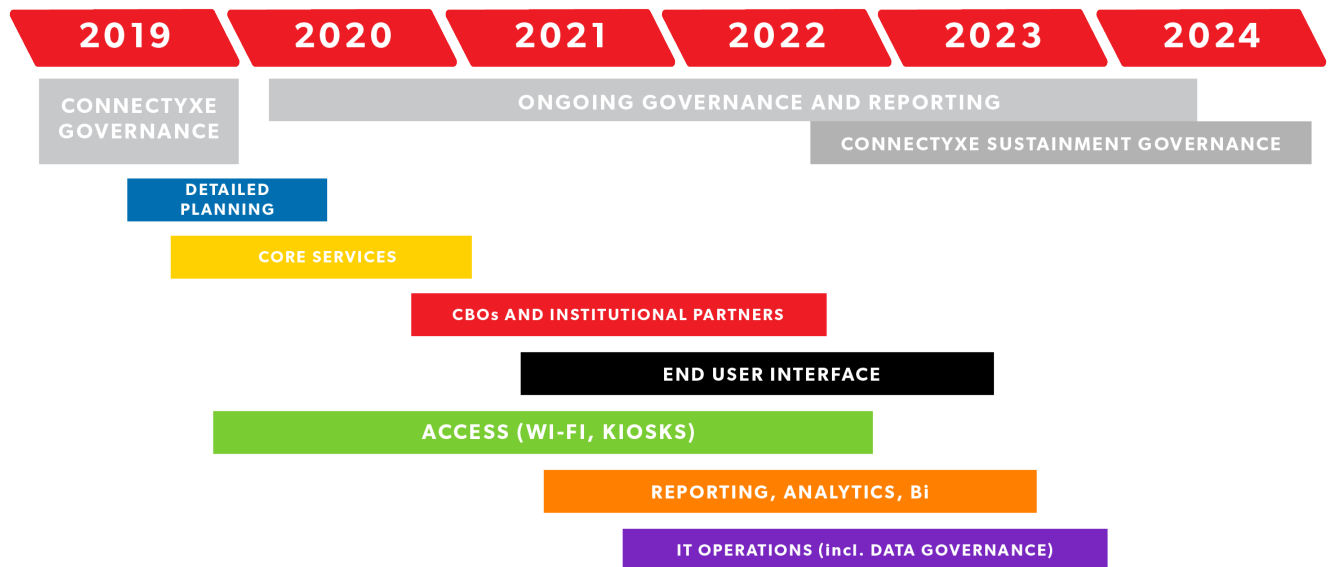 2019 2020 2021 2022 2023 2024
CONNECTYXE
GOVERNANCE
ONGOING GOVERNANCE AND REPORTING
CONNECTYXE SUSTAINMENT GOVERNANCE
DETAILED
PLANNING
CORE SERVICES
CBOs AND INSTITUTIONAL PARTNERS
END USER INTERFACE
ACCESS (WI-FI, KIOSKS)
REPORTING, ANALYTICS, Bi
IT OPERATIONS (incl. DATA GOVERNANCE)